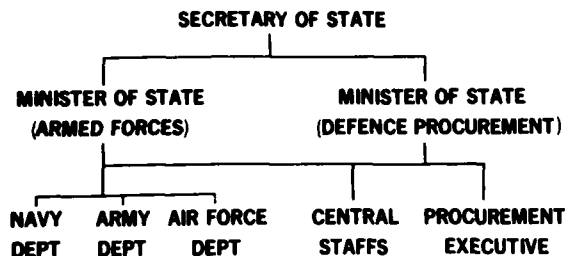 SECRETARY OF STATE
MINISTER OF STATE
(ARMED FORCES)
MINISTER OF STATE
(DEFENCE PROCUREMENT)
NAVY
DEPT
ARMY
DEPT
AIR FORCE
DEPT
CENTRAL
STAFFS
PROCUREMENT
EXECUTIVE